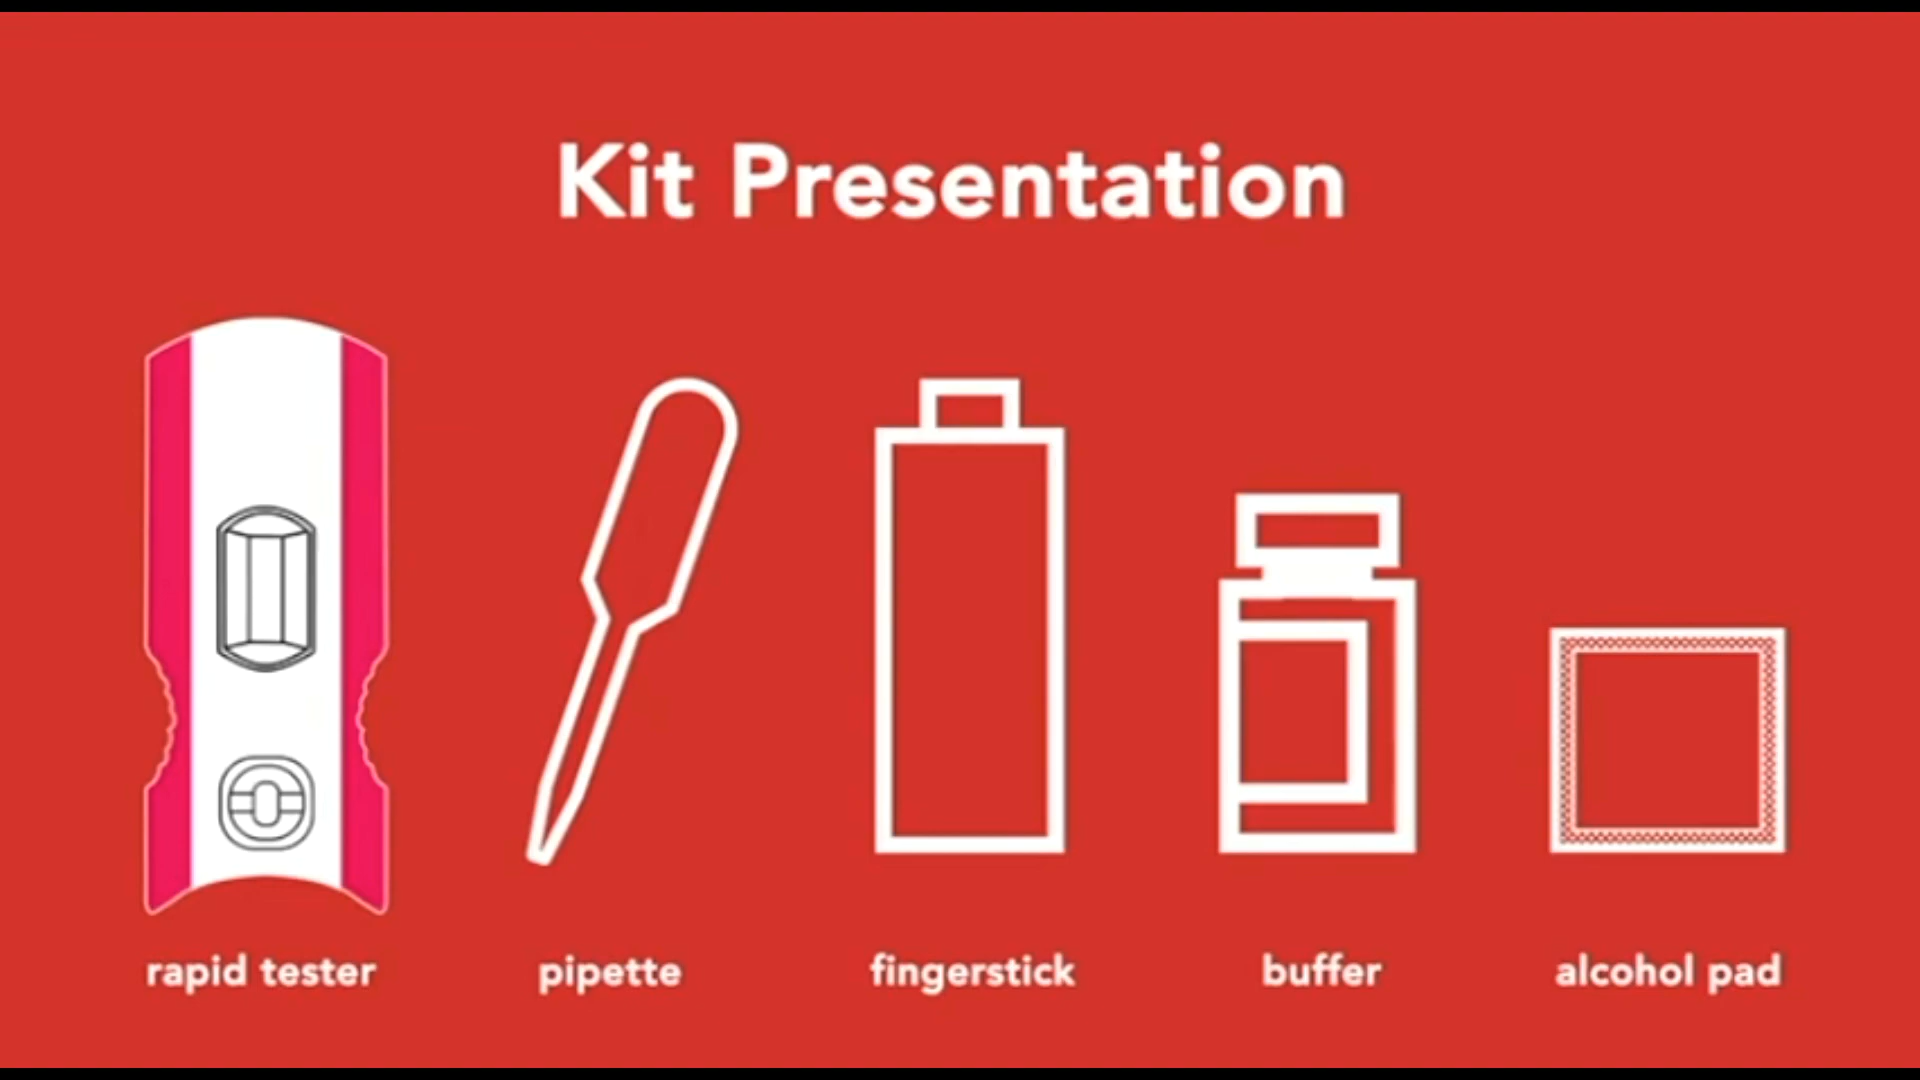 Kit Presentation
rapid tester
pipette
fingerstick
buffer
alcohol pad